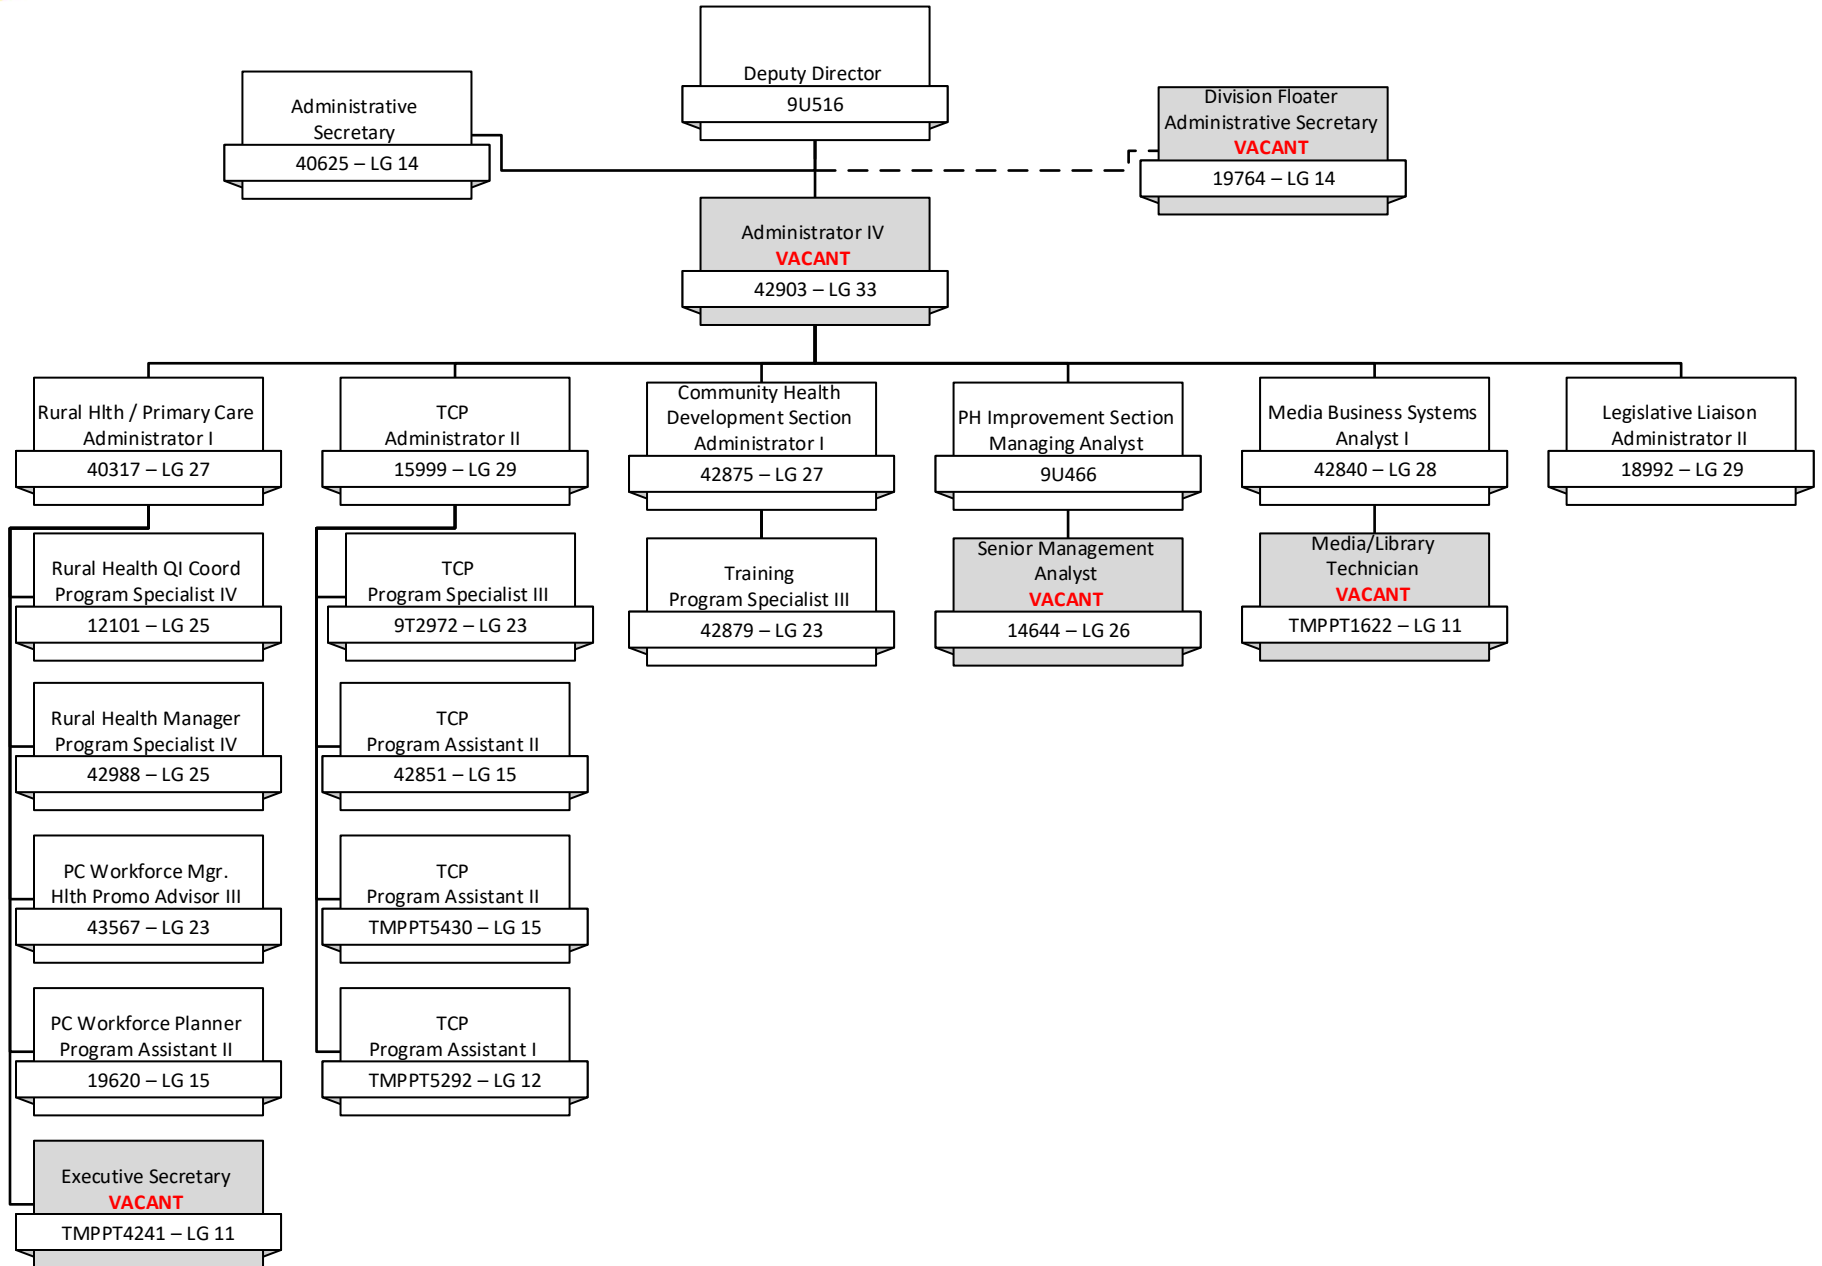 Deputy Director
9U516
Administrative
Secretary
40625 – LG 14
Division Floater
Administrative Secretary
VACANT
19764 – LG 14
Administrator IV
VACANT
42903 – LG 33
Rural Hlth / Primary Care
Administrator I
40317 – LG 27
TCP
Administrator II
15999 – LG 29
Community Health
Development Section
Administrator I
42875 – LG 27
PH Improvement Section
Managing Analyst
9U466
Media Business Systems
Analyst I
42840 – LG 28
Legislative Liaison
Administrator II
18992 – LG 29
Rural Health QI Coord
Program Specialist IV
12101 – LG 25
TCP
Program Specialist III
9T2972 – LG 23
Training
Program Specialist III
42879 – LG 23
Senior Management
Analyst
VACANT
14644 – LG 26
Media/Library
Technician
VACANT
TMPPT1622 – LG 11
Rural Health Manager
Program Specialist IV
42988 – LG 25
TCP
Program Assistant II
42851 – LG 15
PC Workforce Mgr.
Hlth Promo Advisor III
43567 – LG 23
TCP
Program Assistant II
TMPPT5430 – LG 15
PC Workforce Planner
Program Assistant II
19620 – LG 15
TCP
Program Assistant I
TMPPT5292 – LG 12
Executive Secretary
VACANT
TMPPT4241 – LG 11